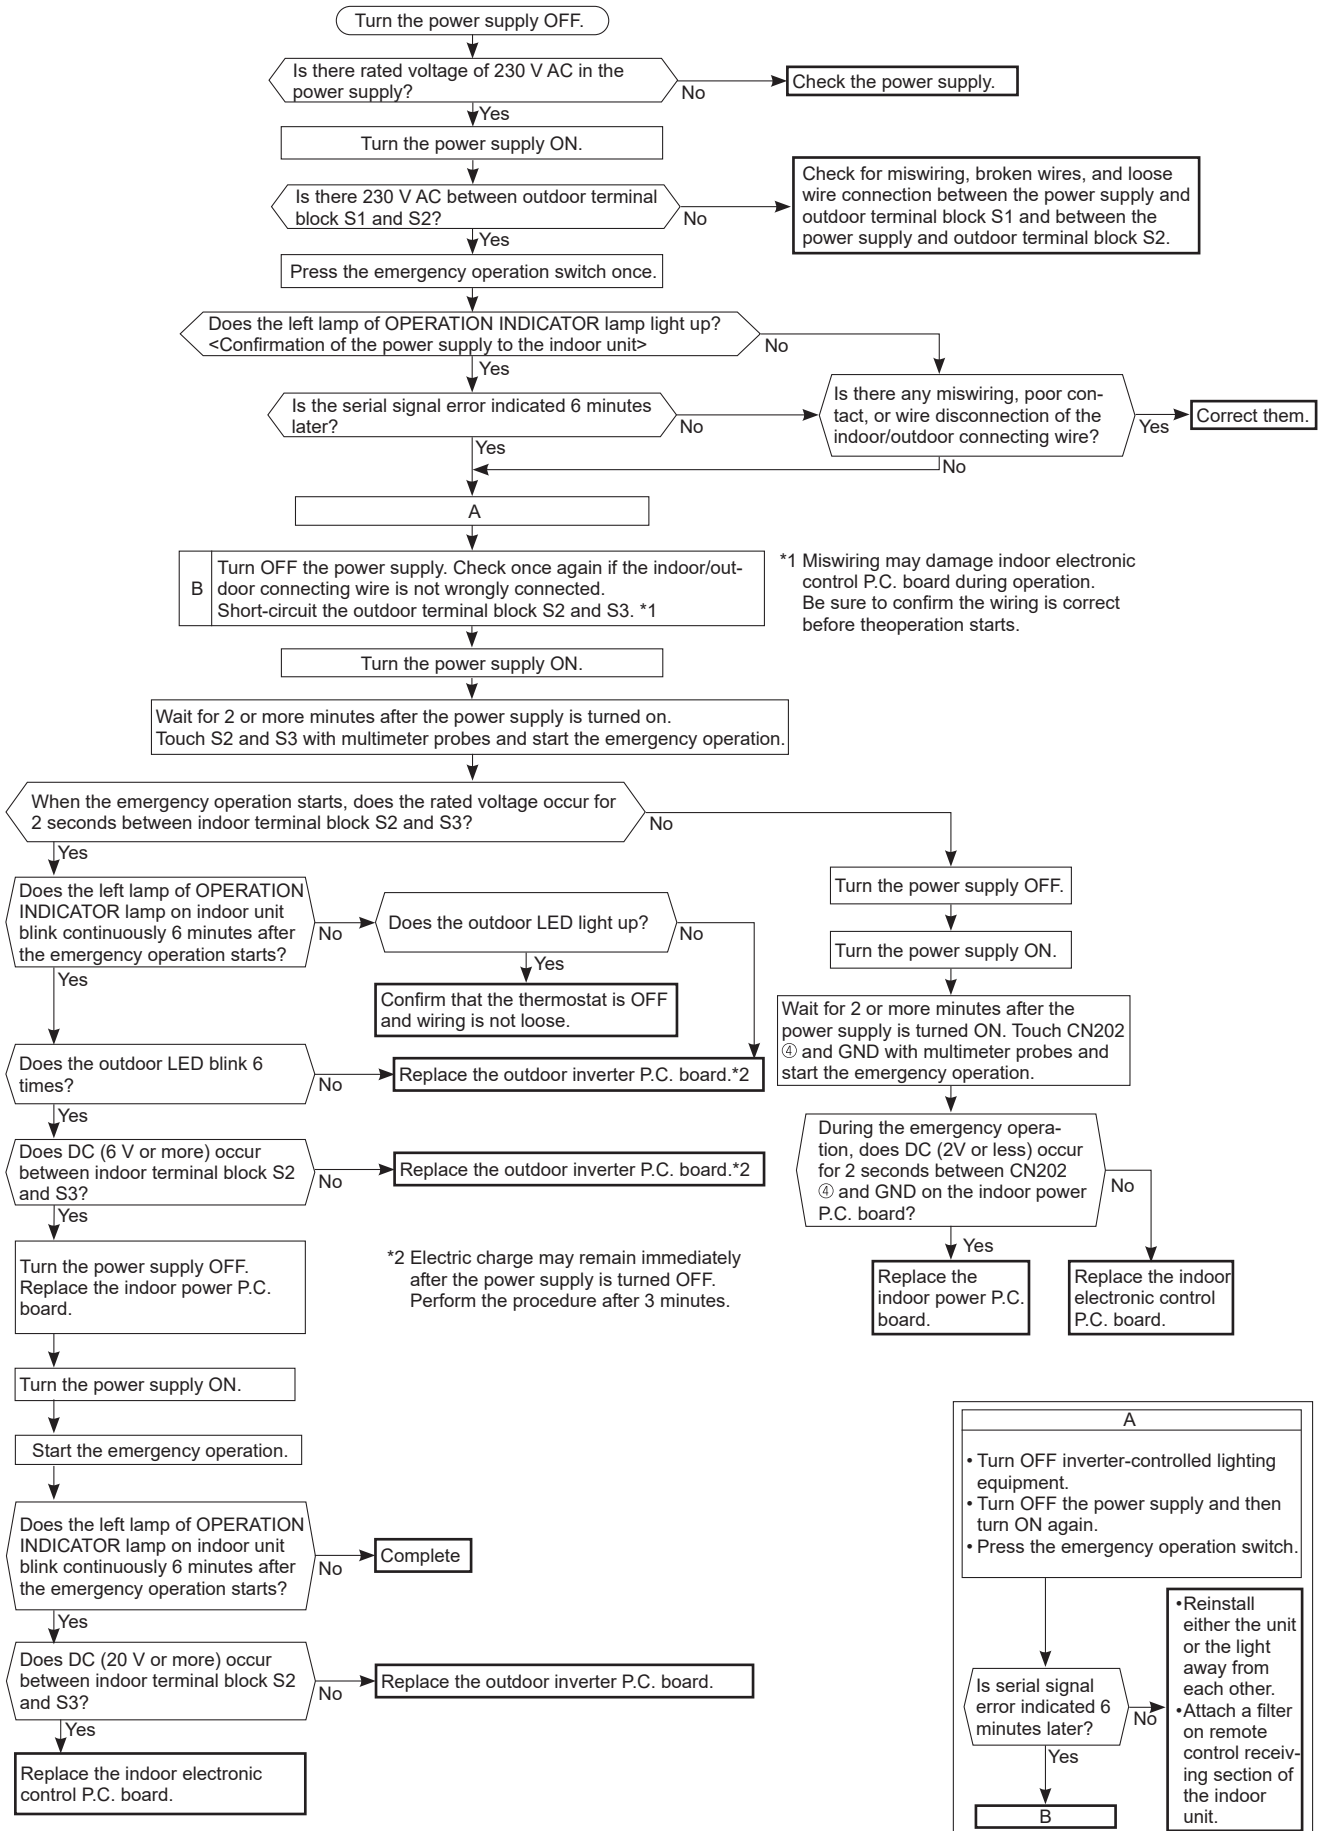 Turn the power supply OFF.
Is there rated voltage of 230 V AC in the
power supply?
No
Check the power supply.
Yes
Turn the power supply ON.
Is there 230 V AC between outdoor terminal
block S1 and S2?
No
Check for miswiring, broken wires, and loose
wire connection between the power supply and
outdoor terminal block S1 and between the
power supply and outdoor terminal block S2.
Yes
Press the emergency operation switch once.
Does the left lamp of OPERATION INDICATOR lamp light up?
<Confirmation of the power supply to the indoor unit>
No
Yes
Is the serial signal error indicated 6 minutes
later?
No
Is there any miswiring, poor con-
tact, or wire disconnection of the
indoor/outdoor connecting wire?
Yes
Correct them.
Yes
No
A
B
Turn OFF the power supply. Check once again if the indoor/out-
door connecting wire is not wrongly connected.
Short-circuit the outdoor terminal block S2 and S3. *1
*1 Miswiring may damage indoor electronic
control P.C. board during operation.
Be sure to confirm the wiring is correct
before theoperation starts.
Turn the power supply ON.
Wait for 2 or more minutes after the power supply is turned on.
Touch S2 and S3 with multimeter probes and start the emergency operation.
When the emergency operation starts, does the rated voltage occur for
2 seconds between indoor terminal block S2 and S3?
No
Yes
Does the left lamp of OPERATION
INDICATOR lamp on indoor unit
blink continuously 6 minutes after
the emergency operation starts?
No
Does the outdoor LED light up?
No
Yes
Confirm that the thermostat is OFF
and wiring is not loose.
Yes
Does the outdoor LED blink 6
times?
No
Replace the outdoor inverter P.C. board.*2
Yes
Does DC (6 V or more) occur
between indoor terminal block S2
and S3?
No
Replace the outdoor inverter P.C. board.*2
Yes
Turn the power supply OFF.
Replace the indoor power P.C.
board.
*2 Electric charge may remain immediately
after the power supply is turned OFF.
Perform the procedure after 3 minutes.
Turn the power supply ON.
Start the emergency operation.
Does the left lamp of OPERATION
INDICATOR lamp on indoor unit
blink continuously 6 minutes after
the emergency operation starts?
No
Complete
Yes
Does DC (20 V or more) occur
between indoor terminal block S2
and S3?
No
Replace the outdoor inverter P.C. board.
Yes
Replace the indoor electronic
control P.C. board.
Turn the power supply OFF.
Turn the power supply ON.
Wait for 2 or more minutes after the
power supply is turned ON. Touch CN202
④ and GND with multimeter probes and
start the emergency operation.
During the emergency opera-
tion, does DC (2V or less) occur
for 2 seconds between CN202
④ and GND on the indoor power
P.C. board?
No
Yes
Replace the
indoor power P.C.
board.
Replace the indoor
electronic control
P.C. board.
A
• Turn OFF inverter-controlled lighting
equipment.
• Turn OFF the power supply and then
turn ON again.
• Press the emergency operation switch.
Is serial signal
error indicated 6
minutes later?
No
•Reinstall
either the unit
or the light
away from
each other.
•Attach a filter
on remote
control receiv-
ing section of
the indoor
unit.
Yes
B